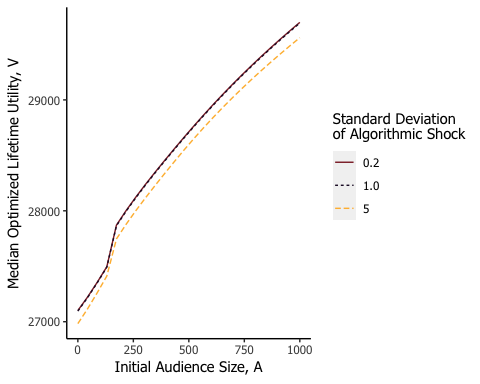 Median Optimized Lifetime Utility, V
29000
28000
27000
0 250 500 750 1000
Initial Audience Size, A
Standard Deviation
of Algorithmic Shock
0.2
1.0
5